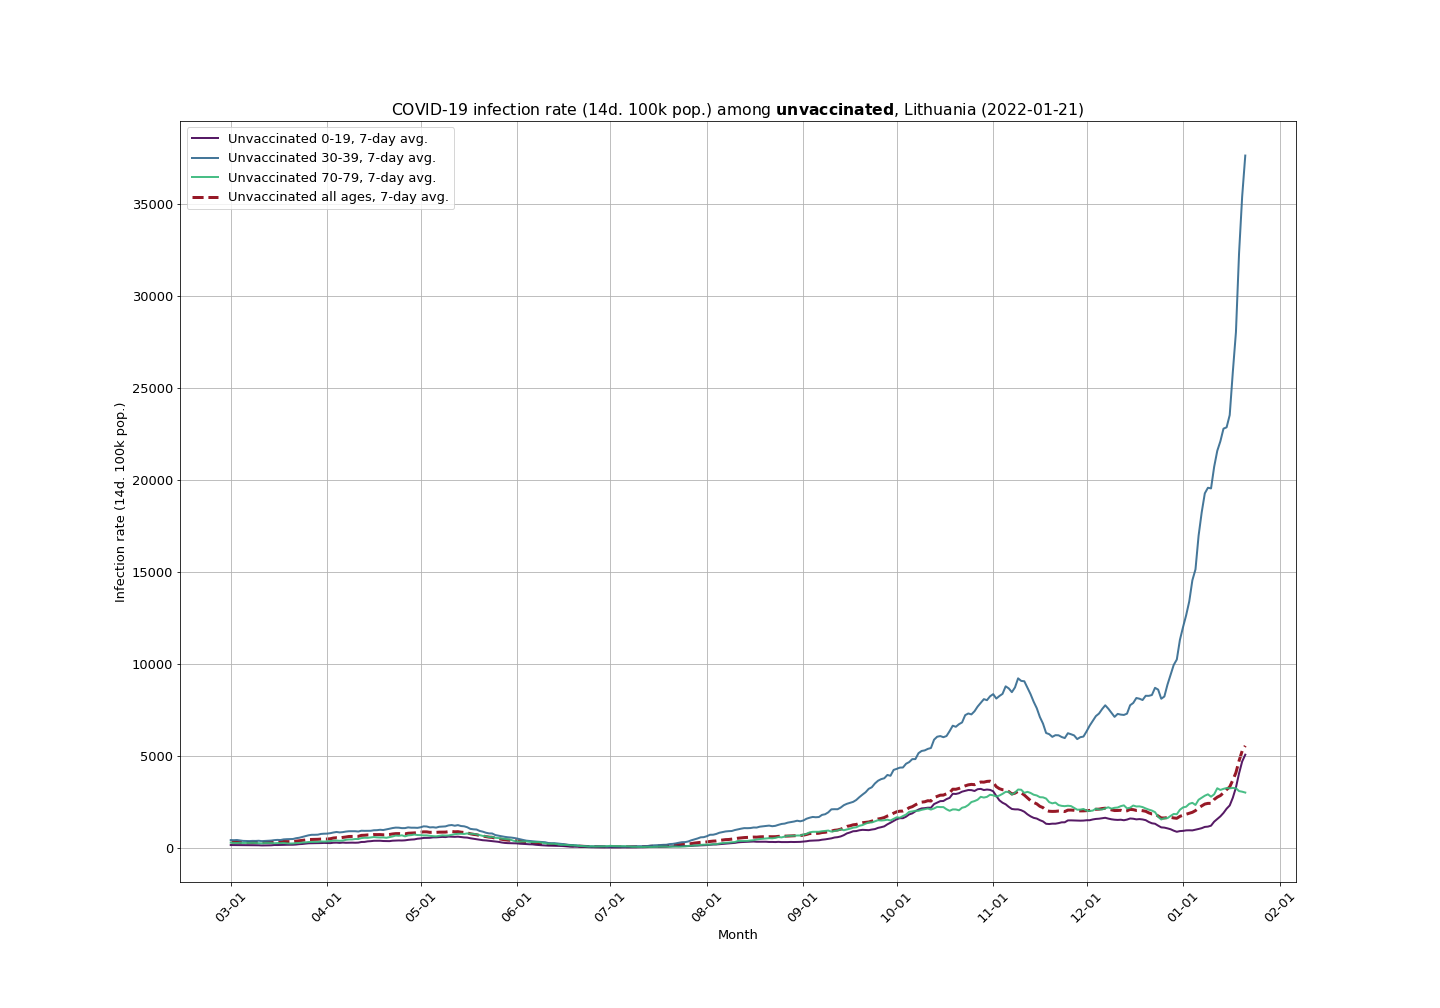 COVID-19 infection rate (14d. 100k pop.) among unvaccinated, Lithuania (2022-01-21)
Unvaccinated 0-19, 7-day avg.
Unvaccinated 30-39, 7-day avg.
Unvaccinated 70-79, 7-day avg.
Unvaccinated all ages, 7-day avg.
35000
30000
25000
20000
15000
10000
5000
0
Infection rate (14d. 100k pop.)
03-01
04-01
05-01
06-01
07-01
08-01
09-01
10-01
11-01
12-01
01-01
02-01
Month